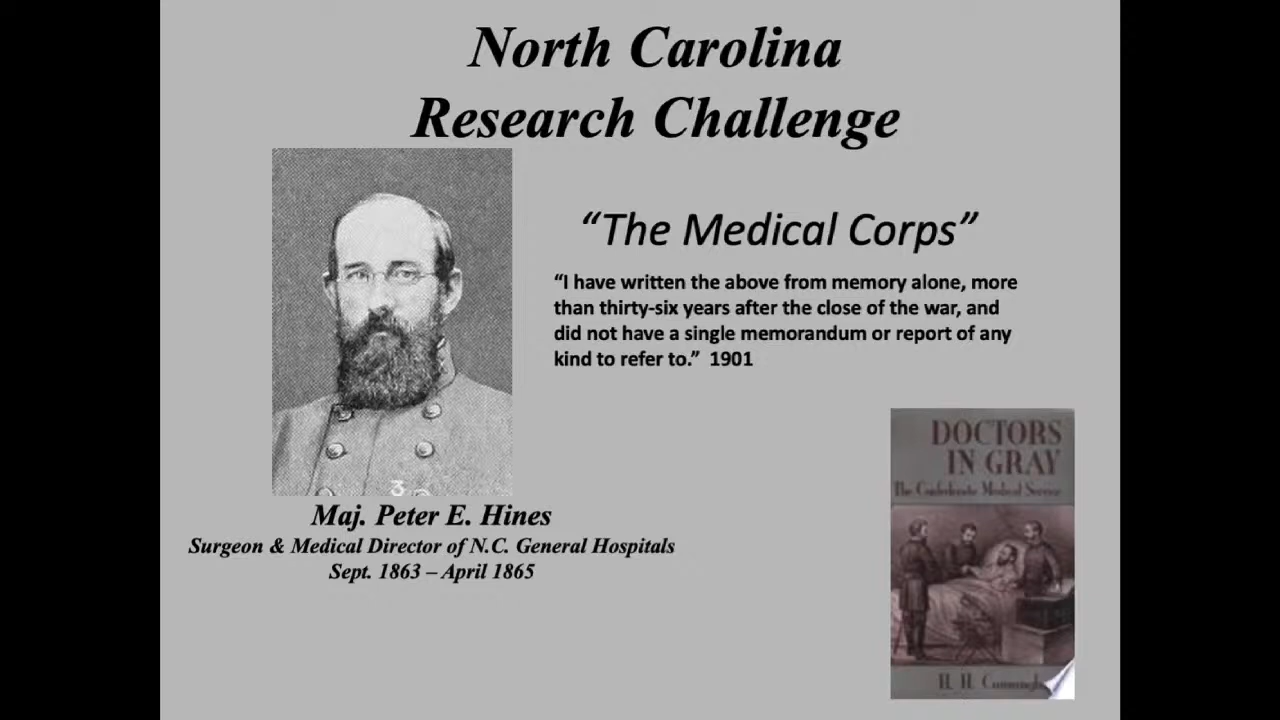 North Carolina
Research Challenge
“The Medical Corps”
“I have written the above from memory alone, more
than thirty-six years after the close of the war, and
did not have a single memorandum or report of any
kind to refer to.” 1901
3
Maj. Peter E. Hines
Surgeon & Medical Director of N.C. General Hospitals
Sept. 1863 – April 1865
DOCTORS
IN GRAY
The Confederate Medical Service
H. H.